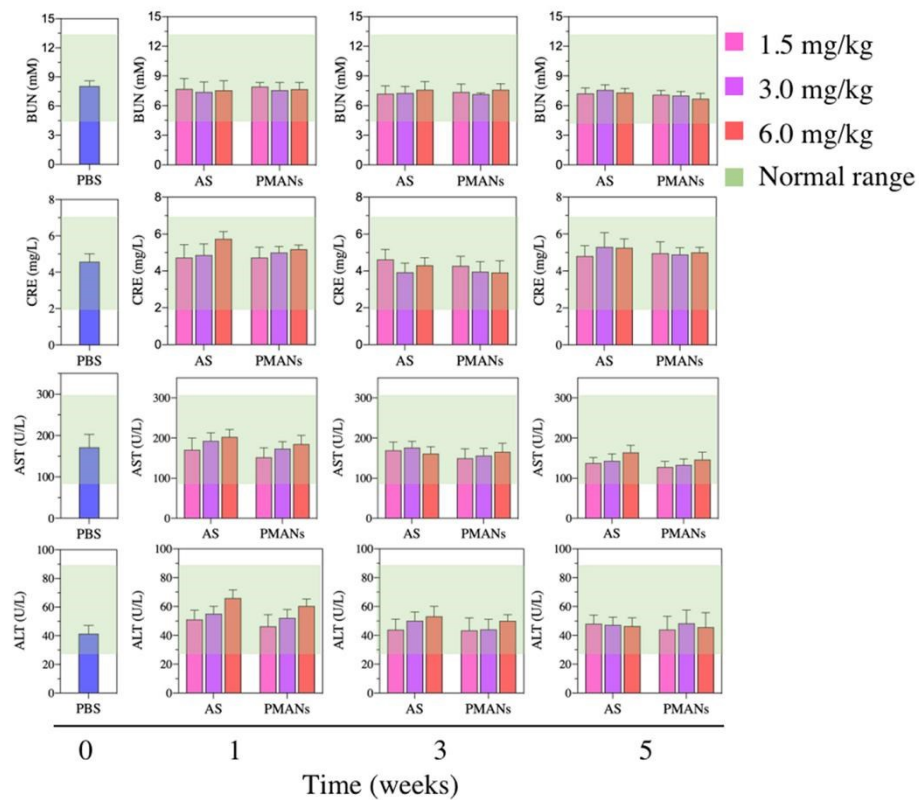 15
12
9
6
3
0
BUN (mM)
PBS
15
12
9
6
3
0
BUN (mM)
AS PMANs
15
12
9
6
3
0
BUN (mM)
AS PMANs
15
12
9
6
3
0
BUN (mM)
AS PMANs
1.5 mg/kg
3.0 mg/kg
6.0 mg/kg
Normal range
8
6
4
2
0
CRE (mg/L)
PBS
8
6
4
2
0
CRE (mg/L)
AS PMANs
8
6
4
2
0
CRE (mg/L)
AS PMANs
8
6
4
2
0
CRE (mg/L)
AS PMANs
300
200
100
0
AST (U/L)
PBS
300
200
100
0
AST (U/L)
AS PMANs
300
200
100
0
AST (U/L)
AS PMANs
300
200
100
0
AST (U/L)
AS PMANs
100
80
60
40
20
0
ALT (U/L)
PBS
100
80
60
40
20
0
ALT (U/L)
AS PMANs
100
80
60
40
20
0
ALT (U/L)
AS PMANs
100
80
60
40
20
0
ALT (U/L)
AS PMANs
0 1 3 5
Time (weeks)